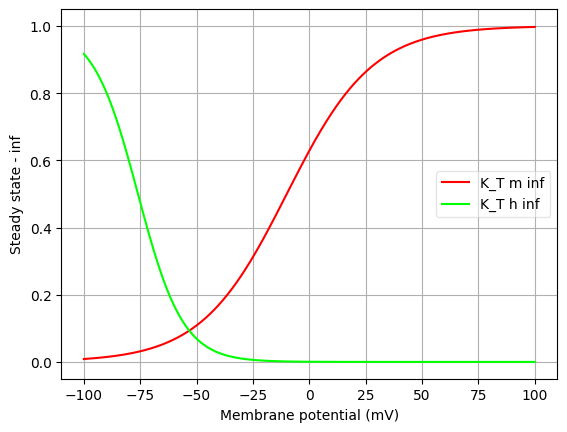 1.0
0.8
0.6
0.4
0.2
0.0
Steady state - inf
K_T m inf
K_T h inf
−100 −75 −50 −25 0 25 50 75 100
Membrane potential (mV)